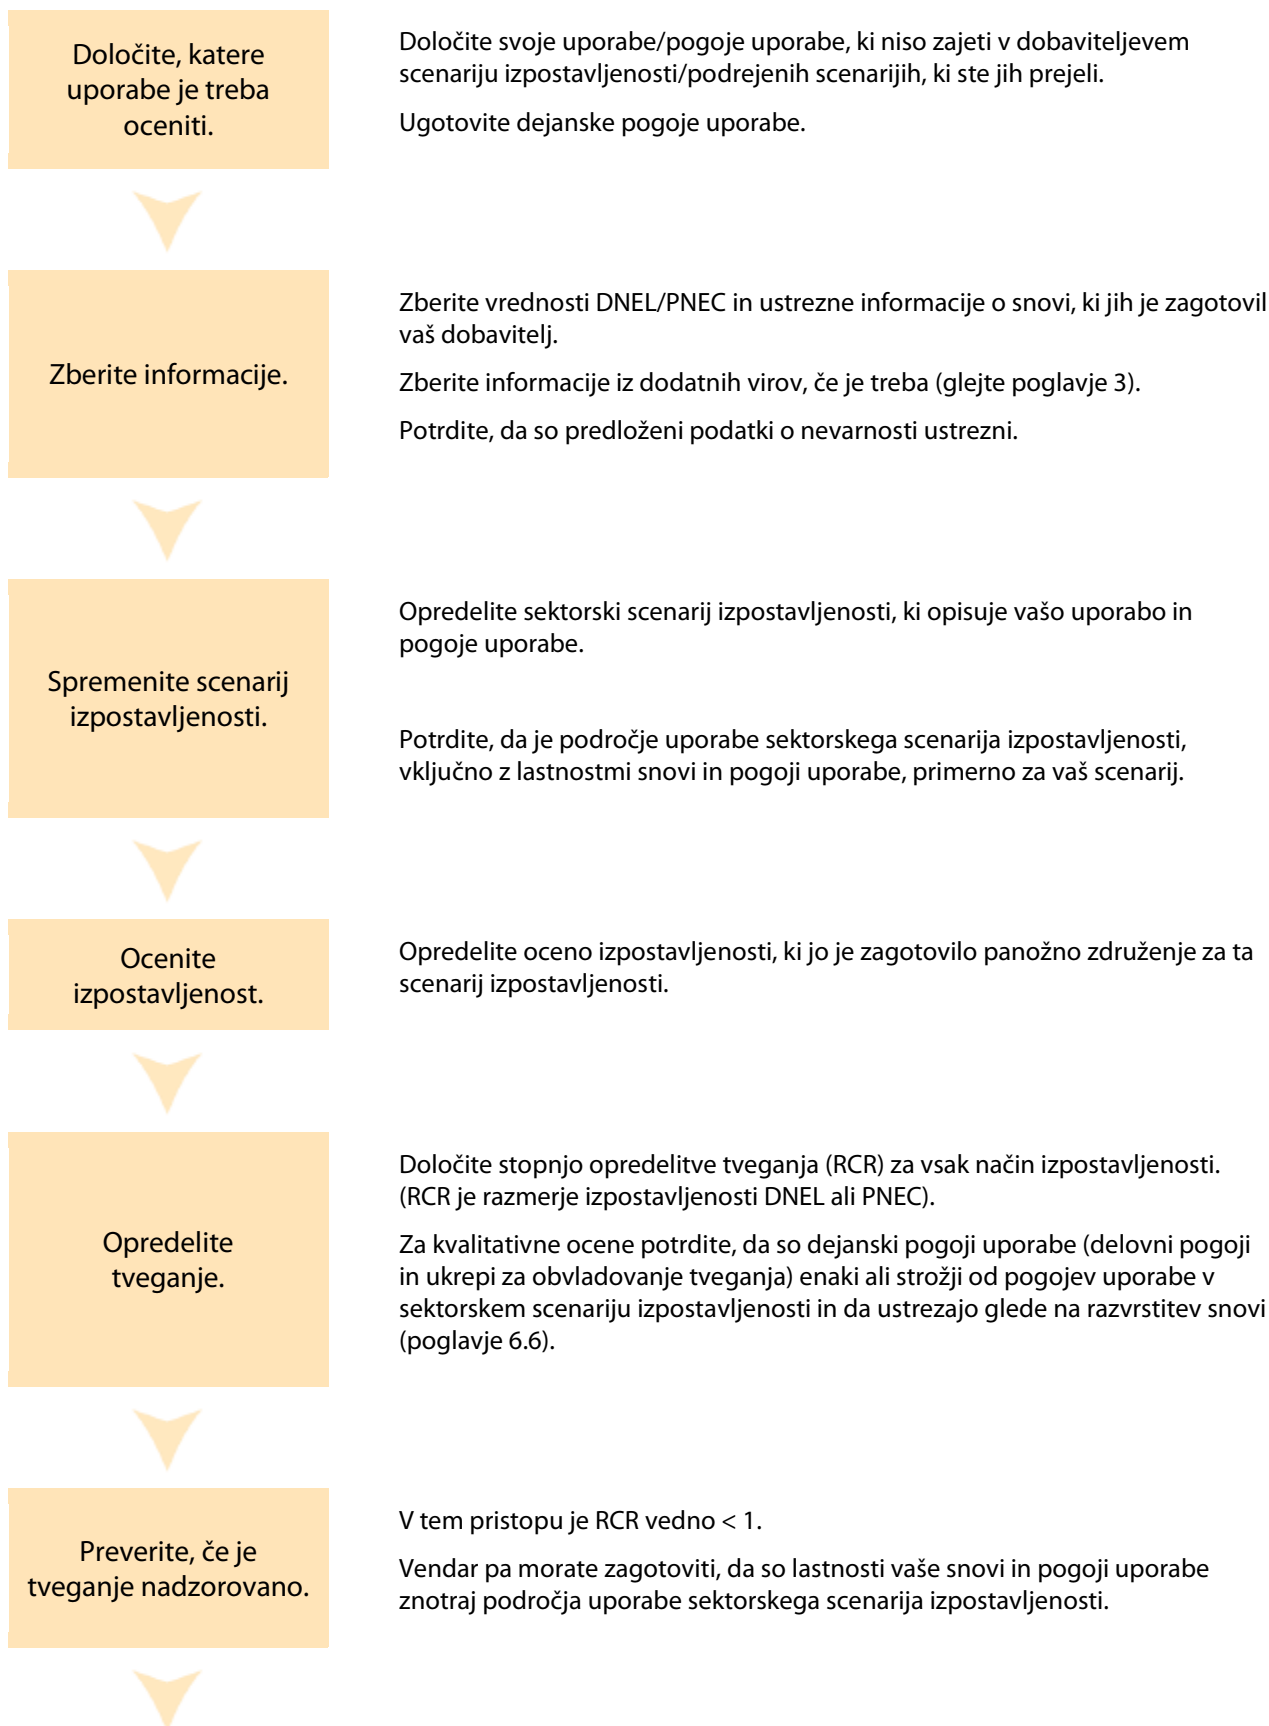 Določite, katere
uporabe je treba
oceniti.
Določite svoje uporabe/pogoje uporabe, ki niso zajeti v dobaviteljevem
scenariju izpostavljenosti/podrejenih scenarijih, ki ste jih prejeli.
Ugotovite dejanske pogoje uporabe.
Zberite informacije.
Zberite vrednosti DNEL/PNEC in ustrezne informacije o snovi, ki jih je zagotovil
vaš dobavitelj.
Zberite informacije iz dodatnih virov, če je treba (glejte poglavje 3).
Potrdite, da so predloženi podatki o nevarnosti ustrezni.
Spremenite scenarij
izpostavljenosti.
Opredelite sektorski scenarij izpostavljenosti, ki opisuje vašo uporabo in
pogoje uporabe.
Potrdite, da je področje uporabe sektorskega scenarija izpostavljenosti,
vključno z lastnostmi snovi in pogoji uporabe, primerno za vaš scenarij.
Ocenite
izpostavljenost.
Opredelite oceno izpostavljenosti, ki jo je zagotovilo panožno združenje za ta
scenarij izpostavljenosti.
Opredelite
tveganje.
Določite stopnjo opredelitve tveganja (RCR) za vsak način izpostavljenosti.
(RCR je razmerje izpostavljenosti DNEL ali PNEC).
Za kvalitativne ocene potrdite, da so dejanski pogoji uporabe (delovni pogoji
in ukrepi za obvladovanje tveganja) enaki ali strožji od pogojev uporabe v
sektorskem scenariju izpostavljenosti in da ustrezajo glede na razvrstitev snovi
(poglavje 6.6).
Preverite, če je
tveganje nadzorovano.
V tem pristopu je RCR vedno < 1.
Vendar pa morate zagotoviti, da so lastnosti vaše snovi in pogoji uporabe
znotraj področja uporabe sektorskega scenarija izpostavljenosti.